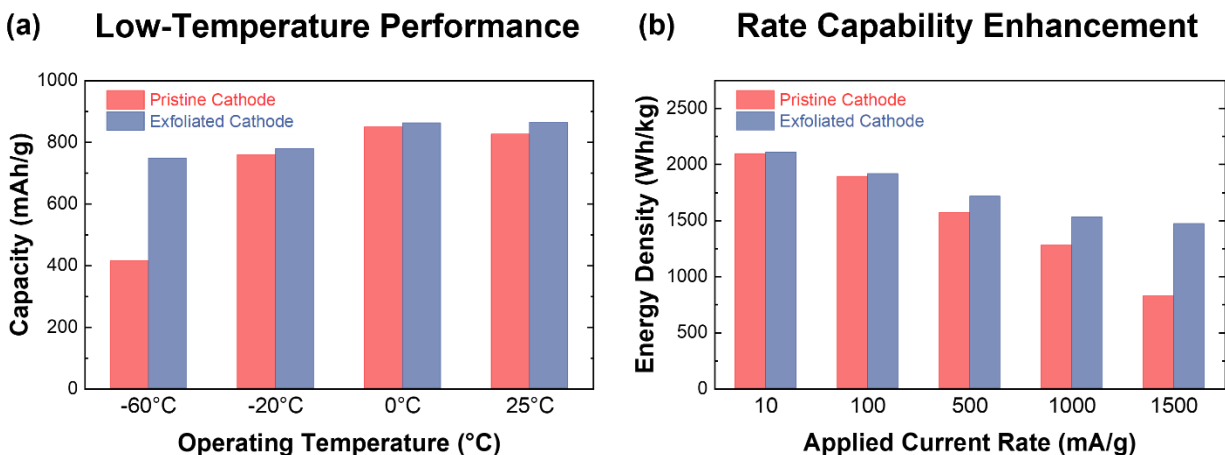 (a) Low-Temperature Performance
Capacity (mAh/g)
1000
800
600
400
200
0
Pristine Cathode
Exfoliated Cathode
-60°C -20°C 0°C 25°C
Operating Temperature (°C)
(b) Rate Capability Enhancement
Energy Density (Wh/kg)
2500
2000
1500
1000
500
0
Pristine Cathode
Exfoliated Cathode
10 100 500 1000 1500
Applied Current Rate (mA/g)